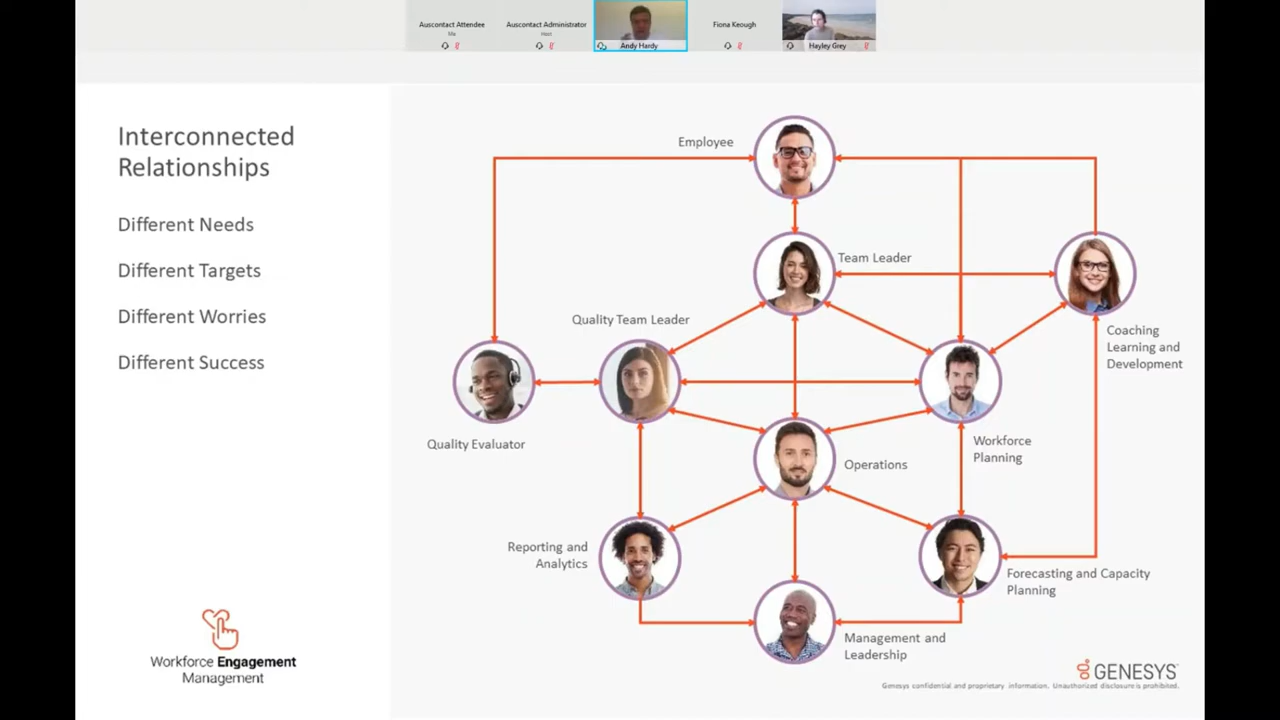 Auscontact Attendee
Me
Auscontact Administrator
Host
Andy Hardy
Fiona Keough
Hayley Grey
Interconnected
Relationships
Different Needs
Different Targets
Different Worries
Different Success
Employee
Team Leader
Quality Team Leader
Coaching
Learning and
Development
Quality Evaluator
Workforce
Planning
Operations
Reporting and
Analytics
Forecasting and Capacity
Planning
Management and
Leadership
Workforce Engagement
Management
GENESYS™
Genesys confidential and proprietary information. Unauthorized disclosure is prohibited.